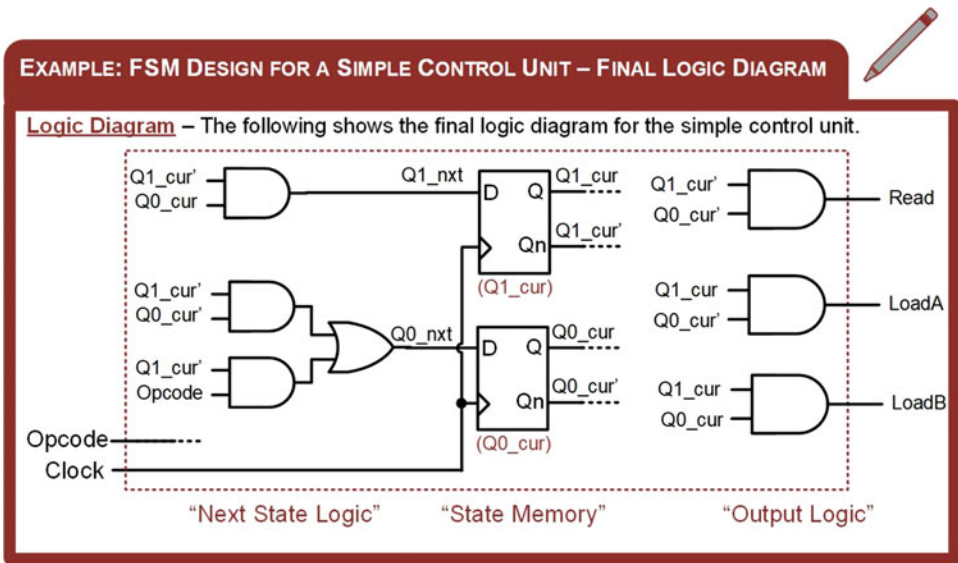 EXAMPLE: FSM DESIGN FOR A SIMPLE CONTROL UNIT – FINAL LOGIC DIAGRAM
Logic Diagram – The following shows the final logic diagram for the simple control unit.
Q1_cur'
Q0_cur
Q1_nxt
D
Q
Qn
Q1_cur
Q1_cur'
(Q1_cur)
Q1_cur'
Q0_cur'
Q1_cur'
Opcode
Q0_nxt
D
Q
Qn
Q0_cur
Q0_cur'
(Q0_cur)
Opcode
Clock
Q1_cur'
Q0_cur'
Read
Q1_cur
Q0_cur'
LoadA
Q1_cur
Q0_cur
LoadB
"Next State Logic"
"State Memory"
"Output Logic"